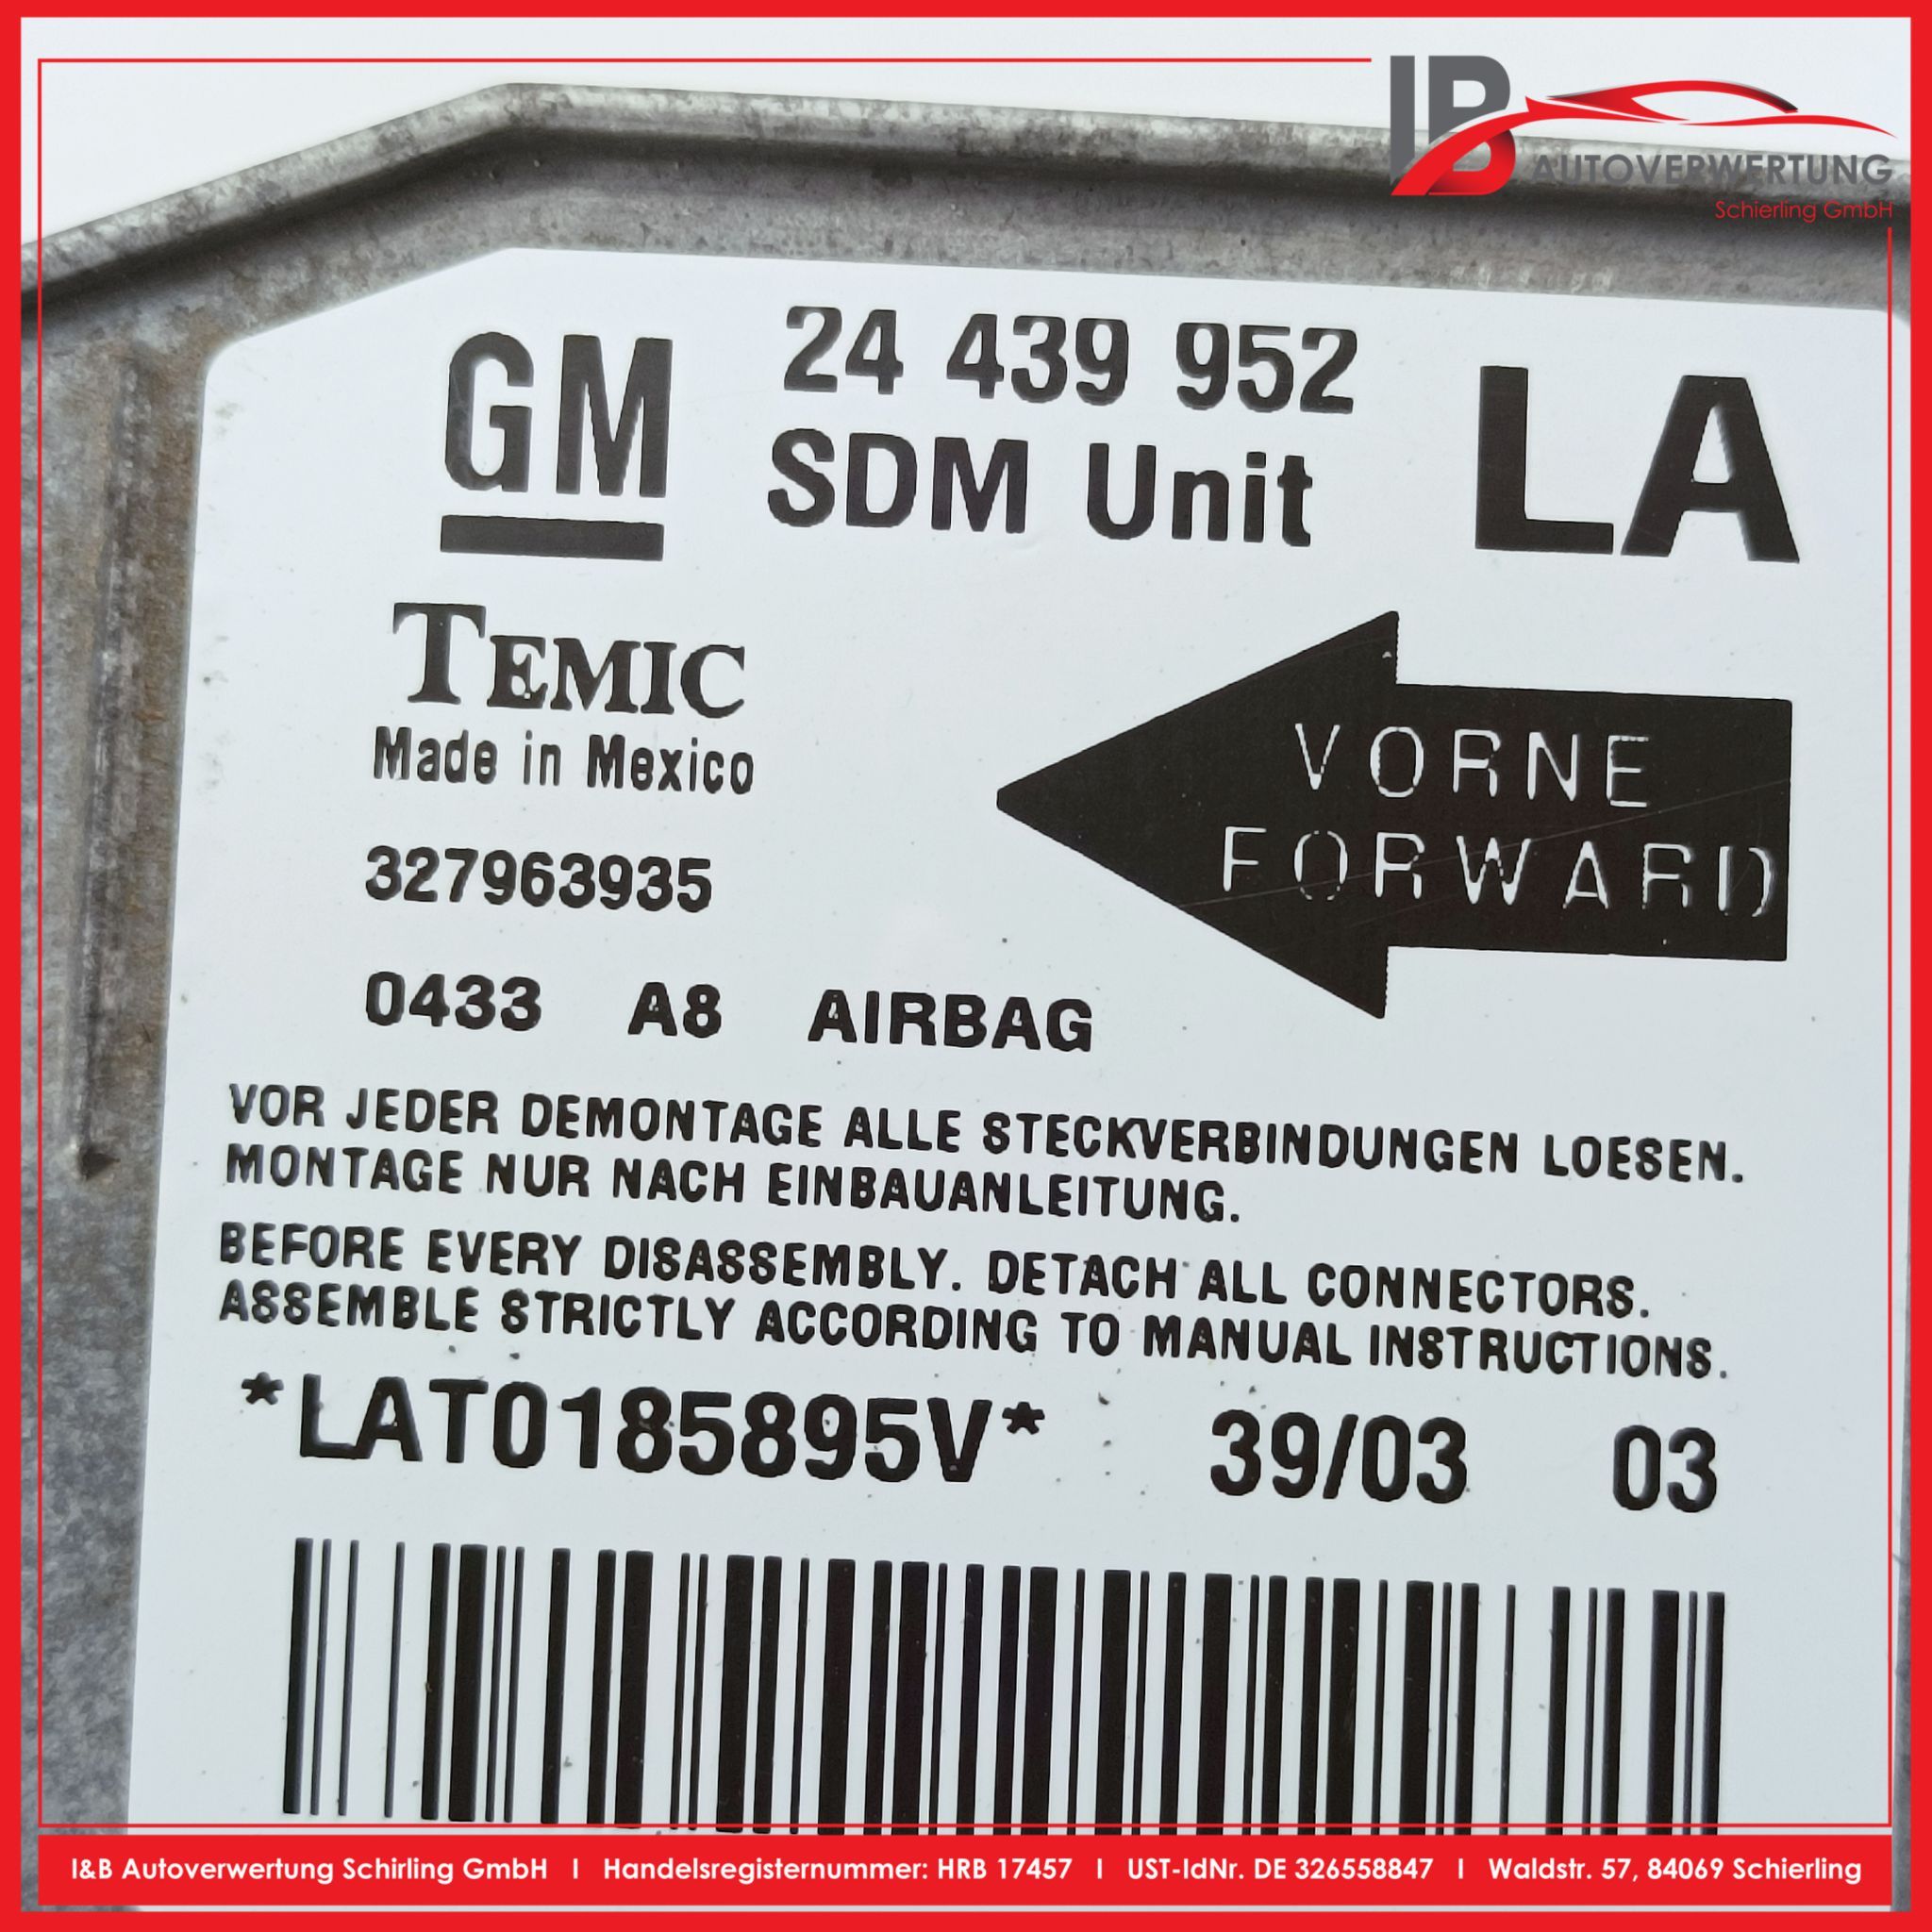 IB
AUTOVERWERTUNG
Schierling GmbH
GM
24 439 952
SDM Unit
LA
TEMIC
Made in Mexico
VORNE
FORWARD
327963935
0433 A8 AIRBAG
VOR JEDER DEMONTAGE ALLE STECKVERBINDUNGEN LOESEN.
MONTAGE NUR NACH EINBAUANLEITUNG.
BEFORE EVERY DISASSEMBLY. DETACH ALL CONNECTORS.
ASSEMBLE STRICTLY ACCORDING TO MANUAL INSTRUCTIONS.
*LAT0185895V* 39/03 03
I&B Autoverwertung Schirling GmbH I Handelsregisternummer: HRB 17457 I UST-IdNr. DE 326558847 I Waldstr. 57, 84069 Schierling